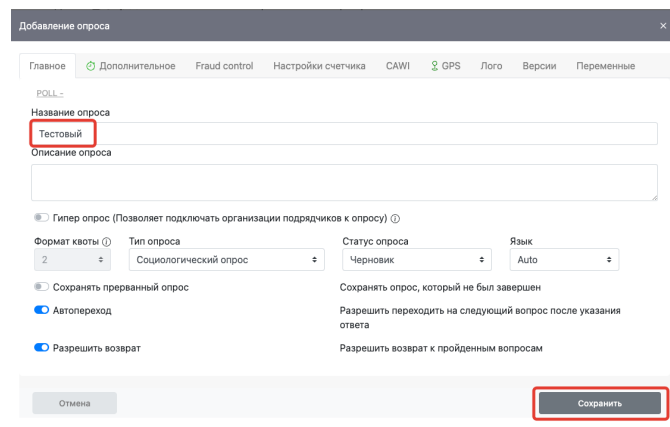 Добавление опроса ×
Главное Дополнительное Fraud control Настройки счетчика CAWI GPS Лого Версии Переменные
POLL -
Название опроса
Тестовый
Описание опроса
Гипер опрос (Позволяет подключать организации подрядчиков к опросу)
Формат квоты Тип опроса Статус опроса Язык
2 Социологический опрос Черновик Auto
Сохранять прерванный опрос Сохранять опрос, который не был завершен
Автопереход Разрешить переходить на следующий вопрос после указания
ответа
Разрешить возврат Разрешить возврат к пройденным вопросам
Отмена Сохранить